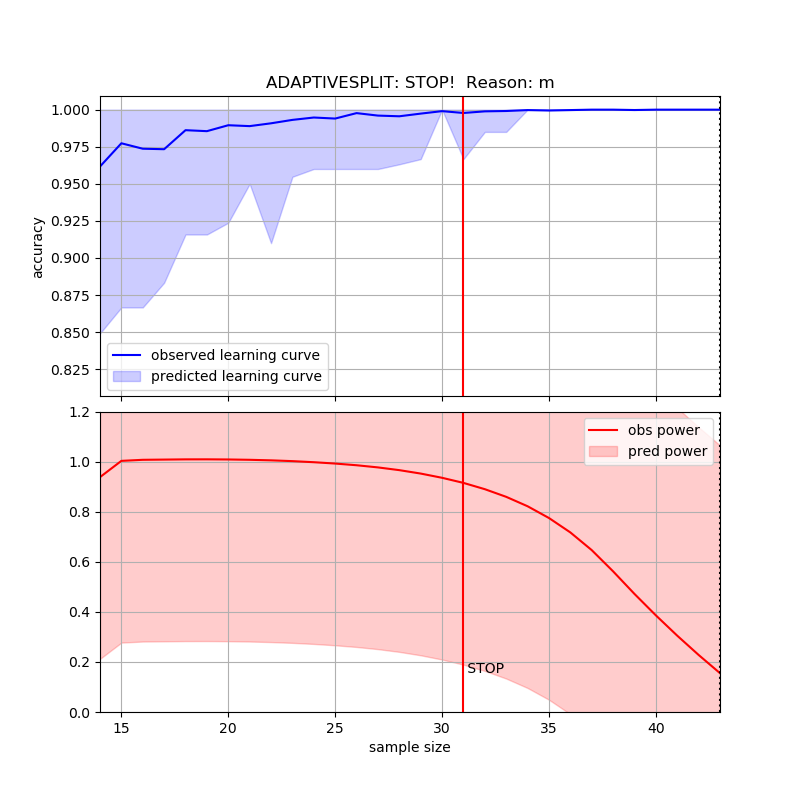 ADAPTIVESPLIT: STOP!  Reason: m
1.000
0.975
0.950
0.925
0.900
0.875
0.850
0.825
accuracy
observed learning curve
predicted learning curve
1.2
1.0
0.8
0.6
0.4
0.2
0.0
obs power
pred power
STOP
15 20 25 30 35 40
sample size